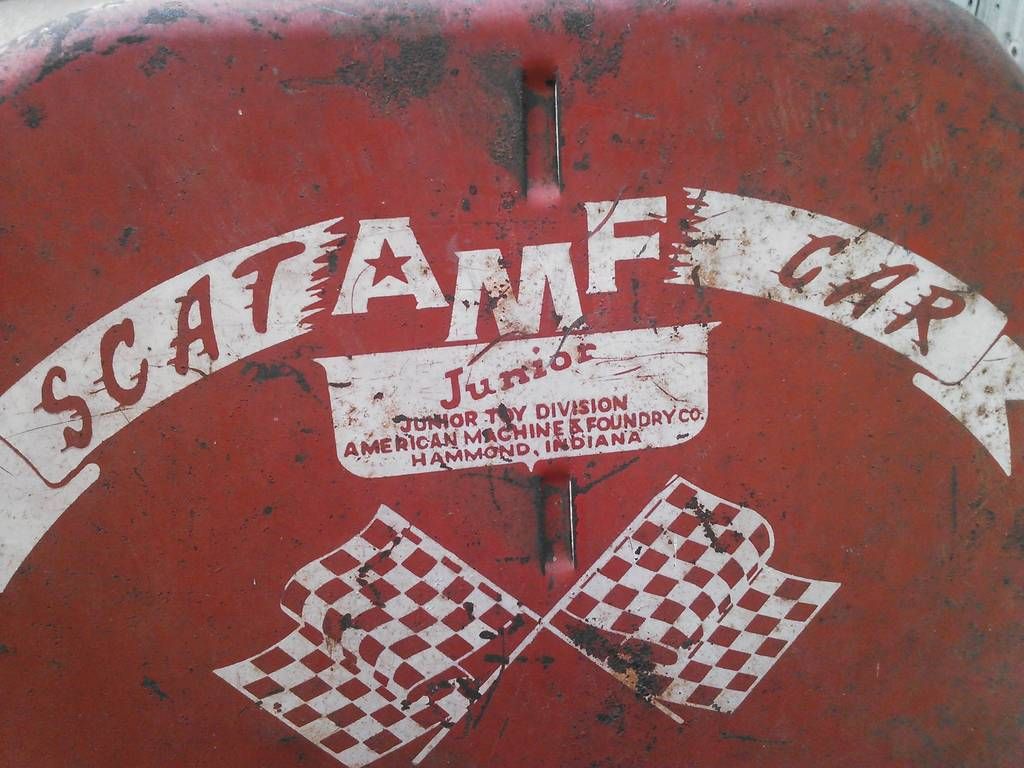 SCAT AMF CAR
Junior
JUNIOR TOY DIVISION
AMERICAN MACHINE & FOUNDRY CO.
HAMMOND, INDIANA